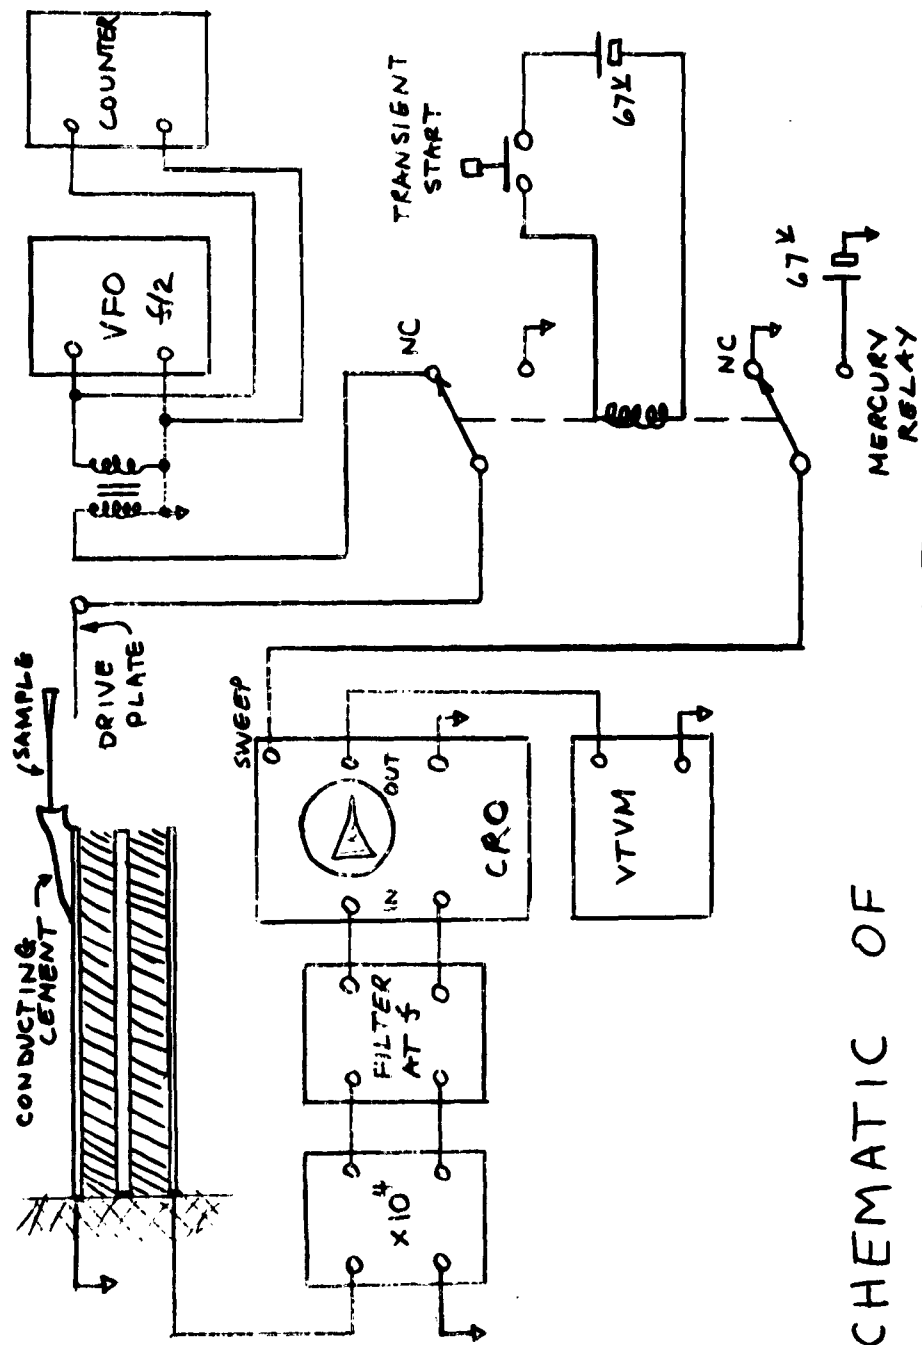 CONDUCTING
CEMENT
SAMPLE
DRIVE
PLATE
VFO
f/2
COUNTER
X10⁴
FILTER
AT f
IN
CRO
OUT
SWEEP
VTVM
NC
TRANSIENT
START
67V
NC
67V
MERCURY
RELAY
CHEMATIC OF